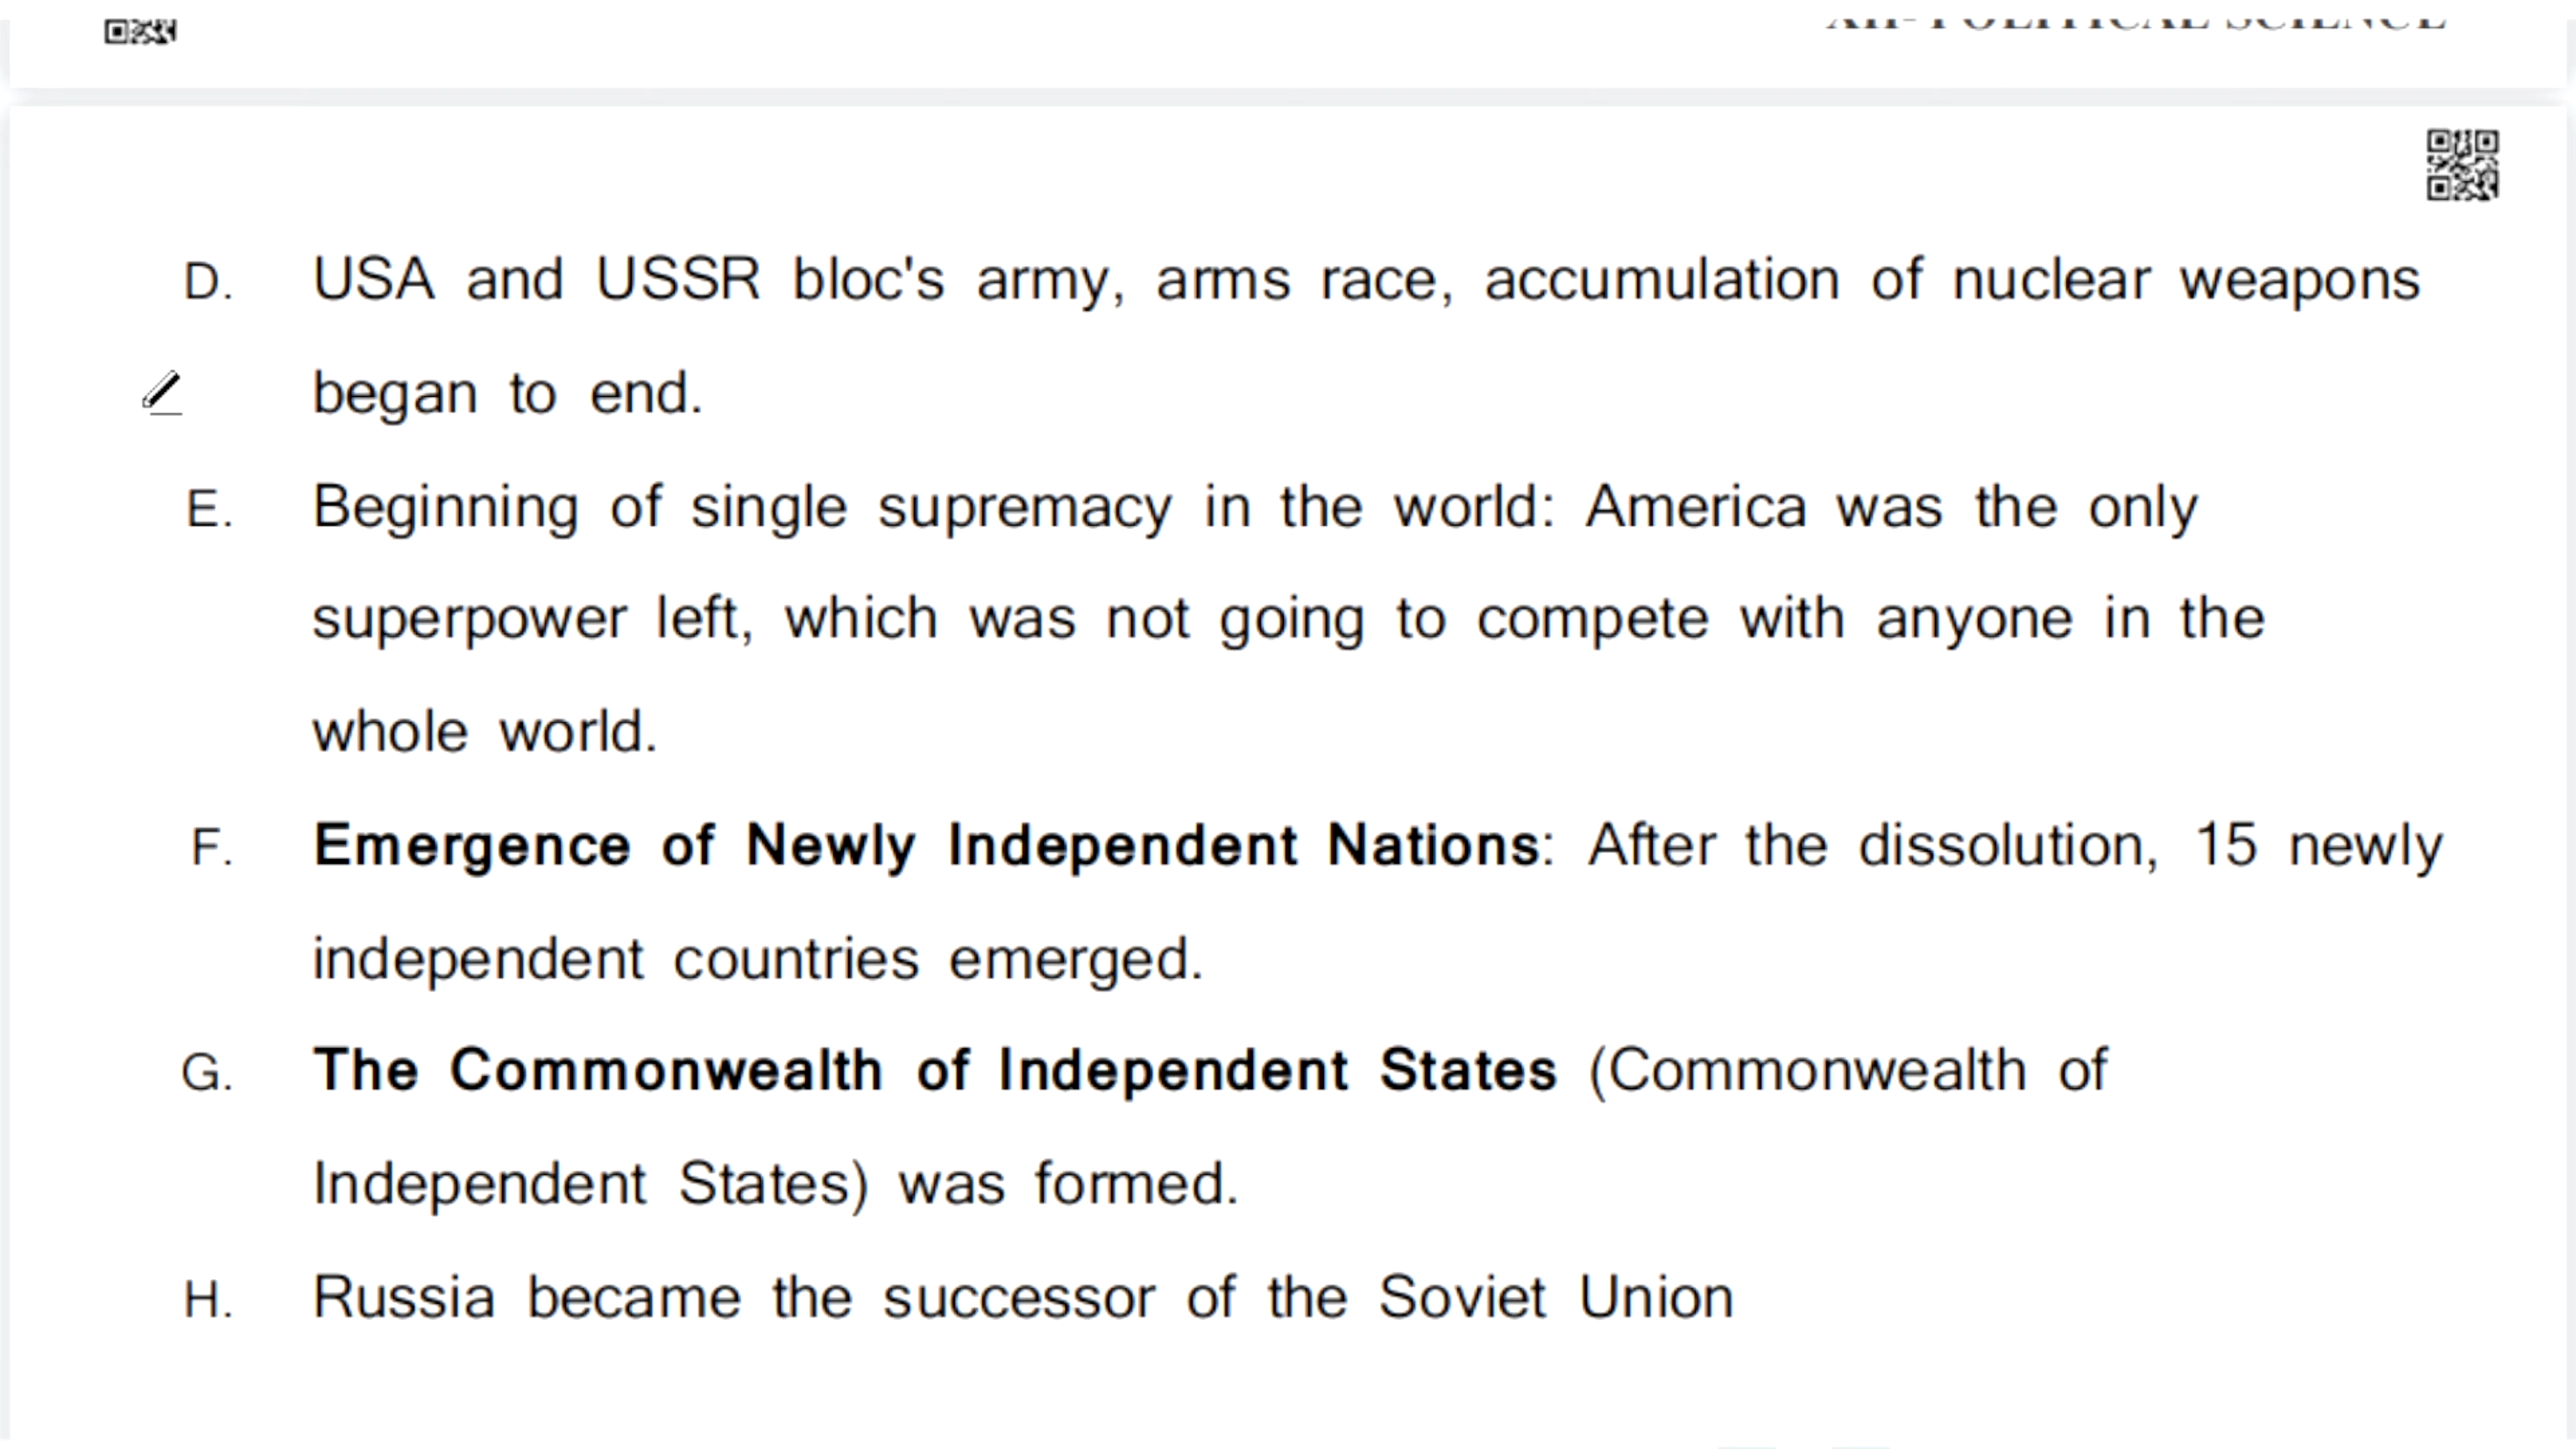 XII- POLITICAL SCIENCE
D. USA and USSR bloc's army, arms race, accumulation of nuclear weapons
began to end.
E. Beginning of single supremacy in the world: America was the only
superpower left, which was not going to compete with anyone in the
whole world.
F. Emergence of Newly Independent Nations: After the dissolution, 15 newly
independent countries emerged.
G. The Commonwealth of Independent States (Commonwealth of
Independent States) was formed.
H. Russia became the successor of the Soviet Union